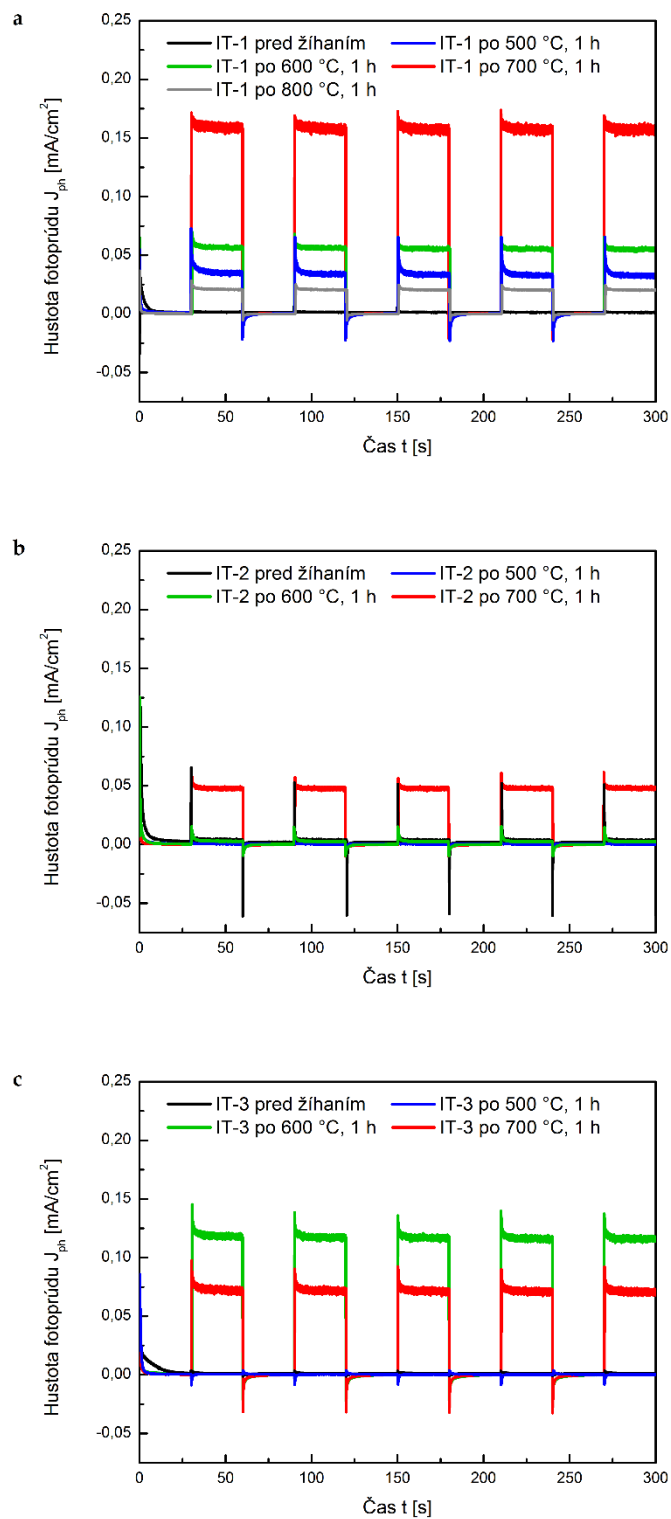 a
0,25
0,20
0,15
0,10
0,05
0,00
-0,05
Hustota fotoprúdu J_ph [mA/cm²]
IT-1 pred žíhaním
IT-1 po 500 °C, 1 h
IT-1 po 600 °C, 1 h
IT-1 po 700 °C, 1 h
IT-1 po 800 °C, 1 h
0 50 100 150 200 250 300
Čas t [s]
b
0,25
0,20
0,15
0,10
0,05
0,00
-0,05
Hustota fotoprúdu J_ph [mA/cm²]
IT-2 pred žíhaním
IT-2 po 500 °C, 1 h
IT-2 po 600 °C, 1 h
IT-2 po 700 °C, 1 h
0 50 100 150 200 250 300
Čas t [s]
c
0,25
0,20
0,15
0,10
0,05
0,00
-0,05
Hustota fotoprúdu J_ph [mA/cm²]
IT-3 pred žíhaním
IT-3 po 500 °C, 1 h
IT-3 po 600 °C, 1 h
IT-3 po 700 °C, 1 h
0 50 100 150 200 250 300
Čas t [s]